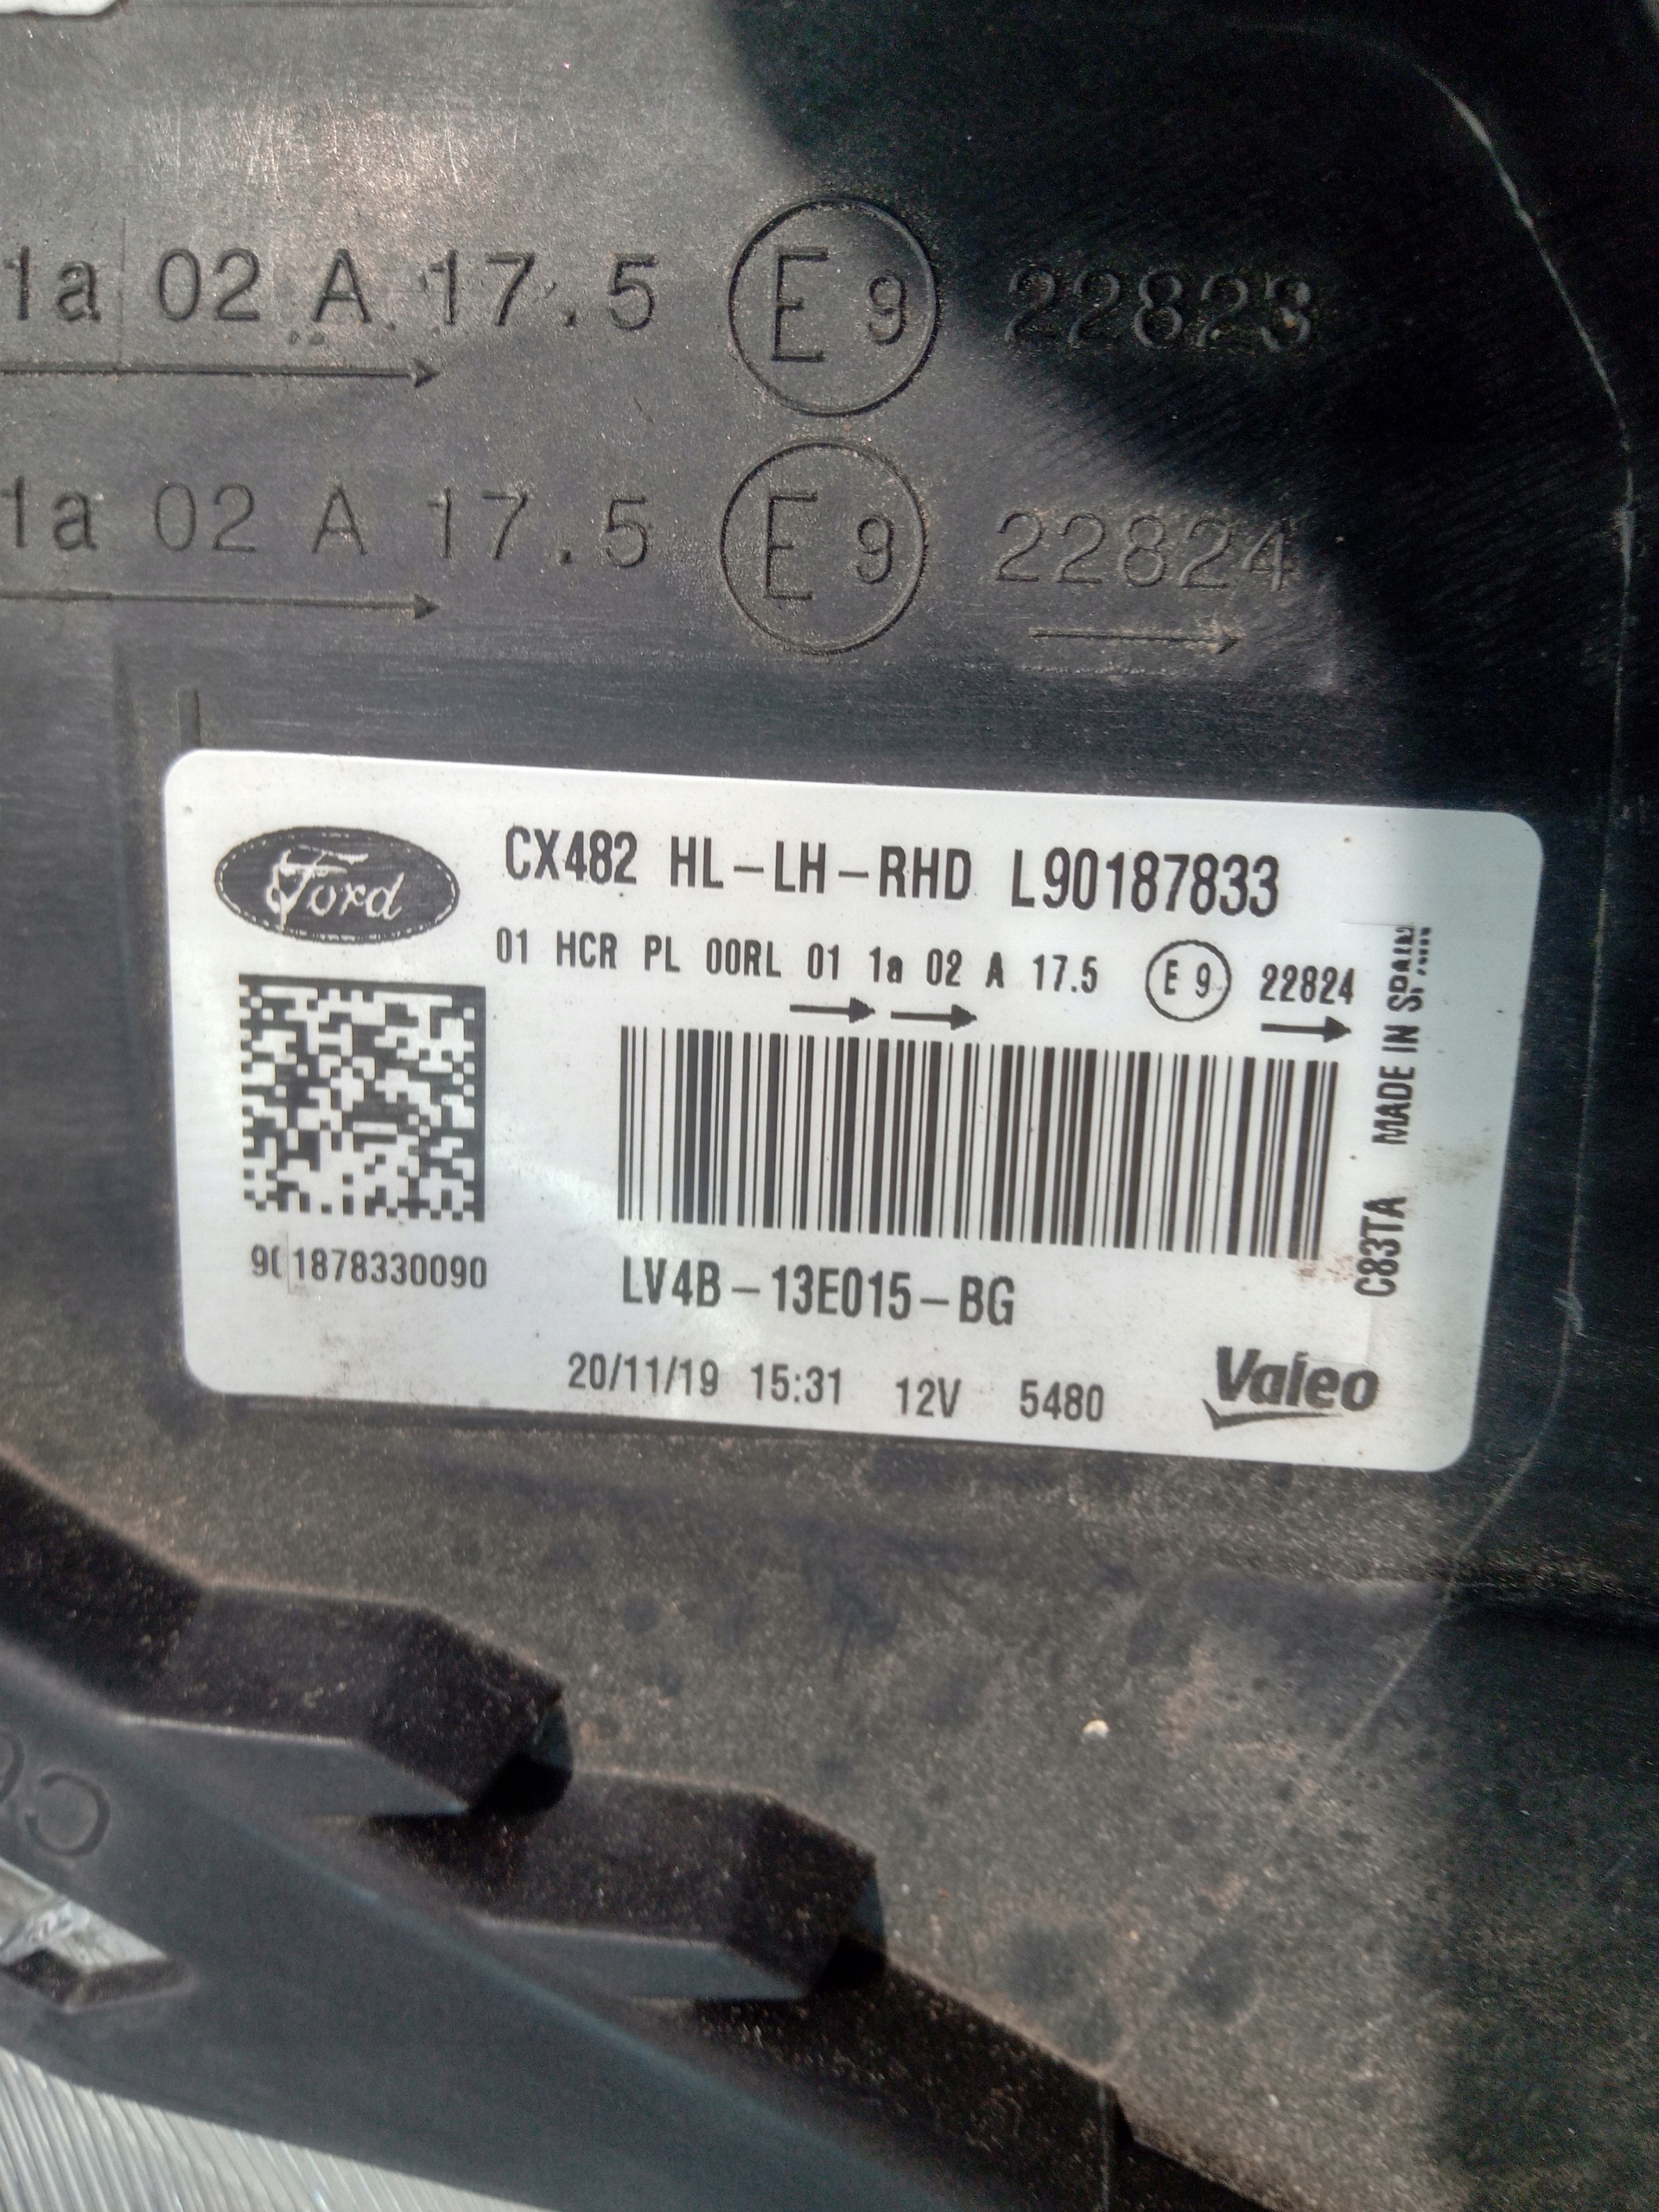 1a 02 A 17.5 E 9 22823
1a 02 A 17.5 E 9 22824
Ford
CX482 HL-LH-RHD L90187833
01 HCR PL 00RL 01 1a 02 A 17.5 E 9 22824
MADE IN SPAIN
C83TA
901878330090
LV4B-13E015-BG
20/11/19 15:31 12V 5480
Valeo